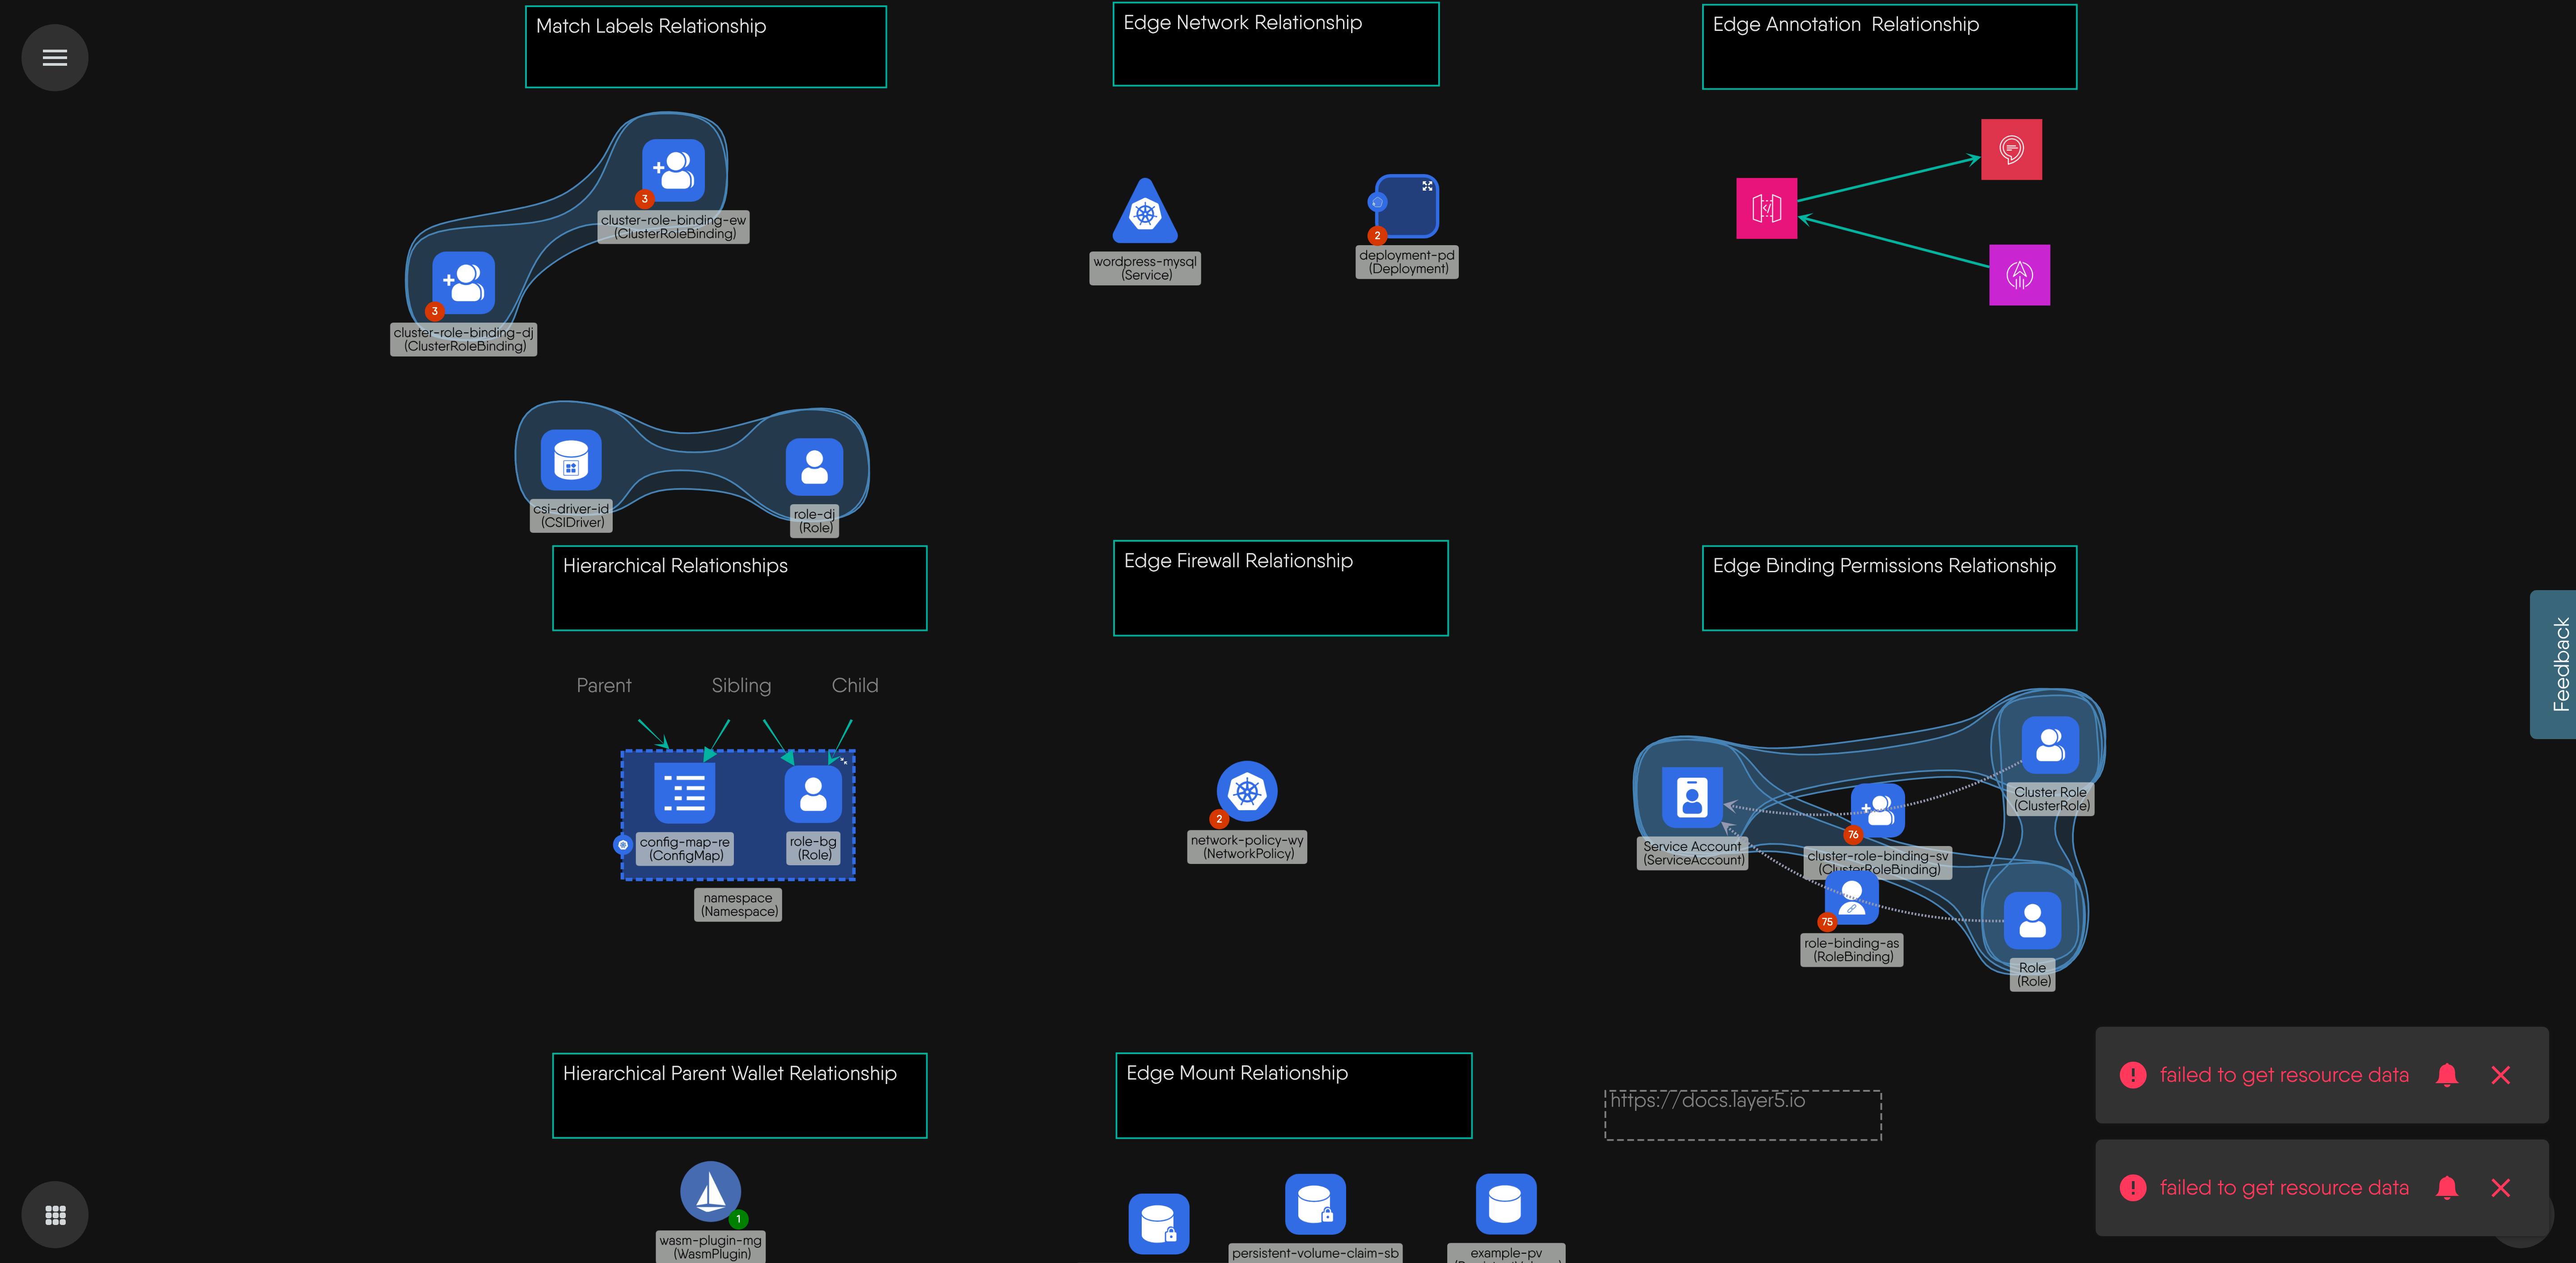 Match Labels Relationship
Edge Network Relationship
Edge Annotation  Relationship
3
cluster-role-binding-ew
(ClusterRoleBinding)
3
cluster-role-binding-dj
(ClusterRoleBinding)
wordpress-mysql
(Service)
2
deployment-pd
(Deployment)
csi-driver-id
(CSIDriver)
role-dj
(Role)
Hierarchical Relationships
Edge Firewall Relationship
Edge Binding Permissions Relationship
Feedback
Parent
Sibling
Child
config-map-re
(ConfigMap)
role-bg
(Role)
namespace
(Namespace)
2
network-policy-wy
(NetworkPolicy)
Cluster Role
(ClusterRole)
Service Account
(ServiceAccount)
76
cluster-role-binding-sv
(ClusterRoleBinding)
75
role-binding-as
(RoleBinding)
Role
(Role)
Hierarchical Parent Wallet Relationship
Edge Mount Relationship
https://docs.layer5.io
failed to get resource data
failed to get resource data
1
wasm-plugin-mg
(WasmPlugin)
persistent-volume-claim-sb
example-pv